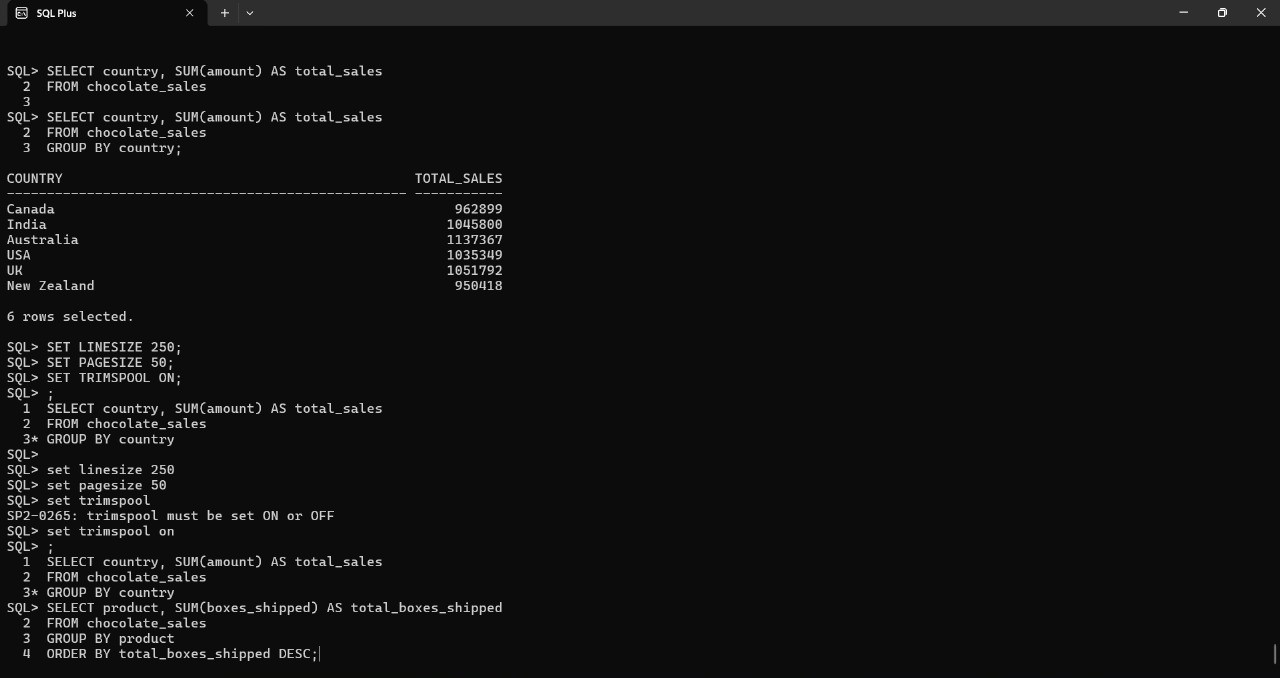 SQL Plus
SQL> SELECT country, SUM(amount) AS total_sales
  2  FROM chocolate_sales
  3
SQL> SELECT country, SUM(amount) AS total_sales
  2  FROM chocolate_sales
  3  GROUP BY country;
COUNTRY                                            TOTAL_SALES
-------------------------------------------------- -----------
Canada                                                  962899
India                                                  1045800
Australia                                              1137367
USA                                                    1035349
UK                                                     1051792
New Zealand                                             950418
6 rows selected.
SQL> SET LINESIZE 250;
SQL> SET PAGESIZE 50;
SQL> SET TRIMSPOOL ON;
SQL> ;
  1  SELECT country, SUM(amount) AS total_sales
  2  FROM chocolate_sales
  3* GROUP BY country
SQL>
SQL> set linesize 250
SQL> set pagesize 50
SQL> set trimspool
SP2-0265: trimspool must be set ON or OFF
SQL> set trimspool on
SQL> ;
  1  SELECT country, SUM(amount) AS total_sales
  2  FROM chocolate_sales
  3* GROUP BY country
SQL> SELECT product, SUM(boxes_shipped) AS total_boxes_shipped
  2  FROM chocolate_sales
  3  GROUP BY product
  4  ORDER BY total_boxes_shipped DESC;